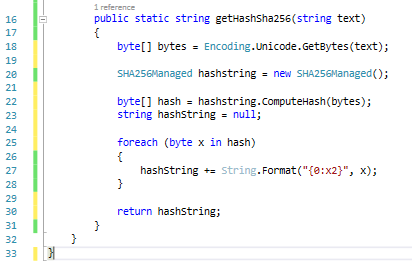 1 reference
16 public static string getHashSha256(string text)
17 {
18 byte[] bytes = Encoding.Unicode.GetBytes(text);
19
20 SHA256Managed hashstring = new SHA256Managed();
21
22 byte[] hash = hashstring.ComputeHash(bytes);
23 string hashString = null;
24
25 foreach (byte x in hash)
26 {
27 hashString += String.Format("{0:x2}", x);
28 }
29
30 return hashString;
31 }
32 }
33 }